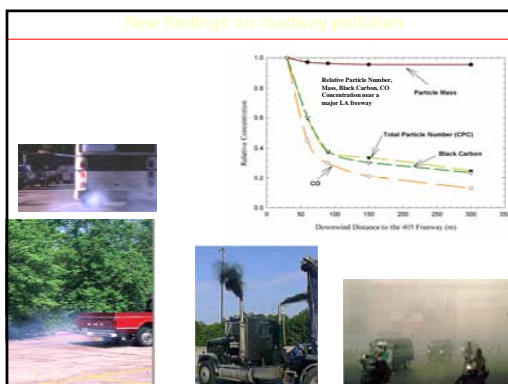 New findings on roadway pollution
Relative Particle Number,
Mass, Black Carbon, CO
Concentration near a
major LA freeway
Particle Mass
Total Particle Number (CPC)
Black Carbon
CO
Relative Concentration
1.0
0.8
0.6
0.4
0.2
0.0
0
50
100
150
200
250
300
Downwind Distance to the 405 Freeway (m)